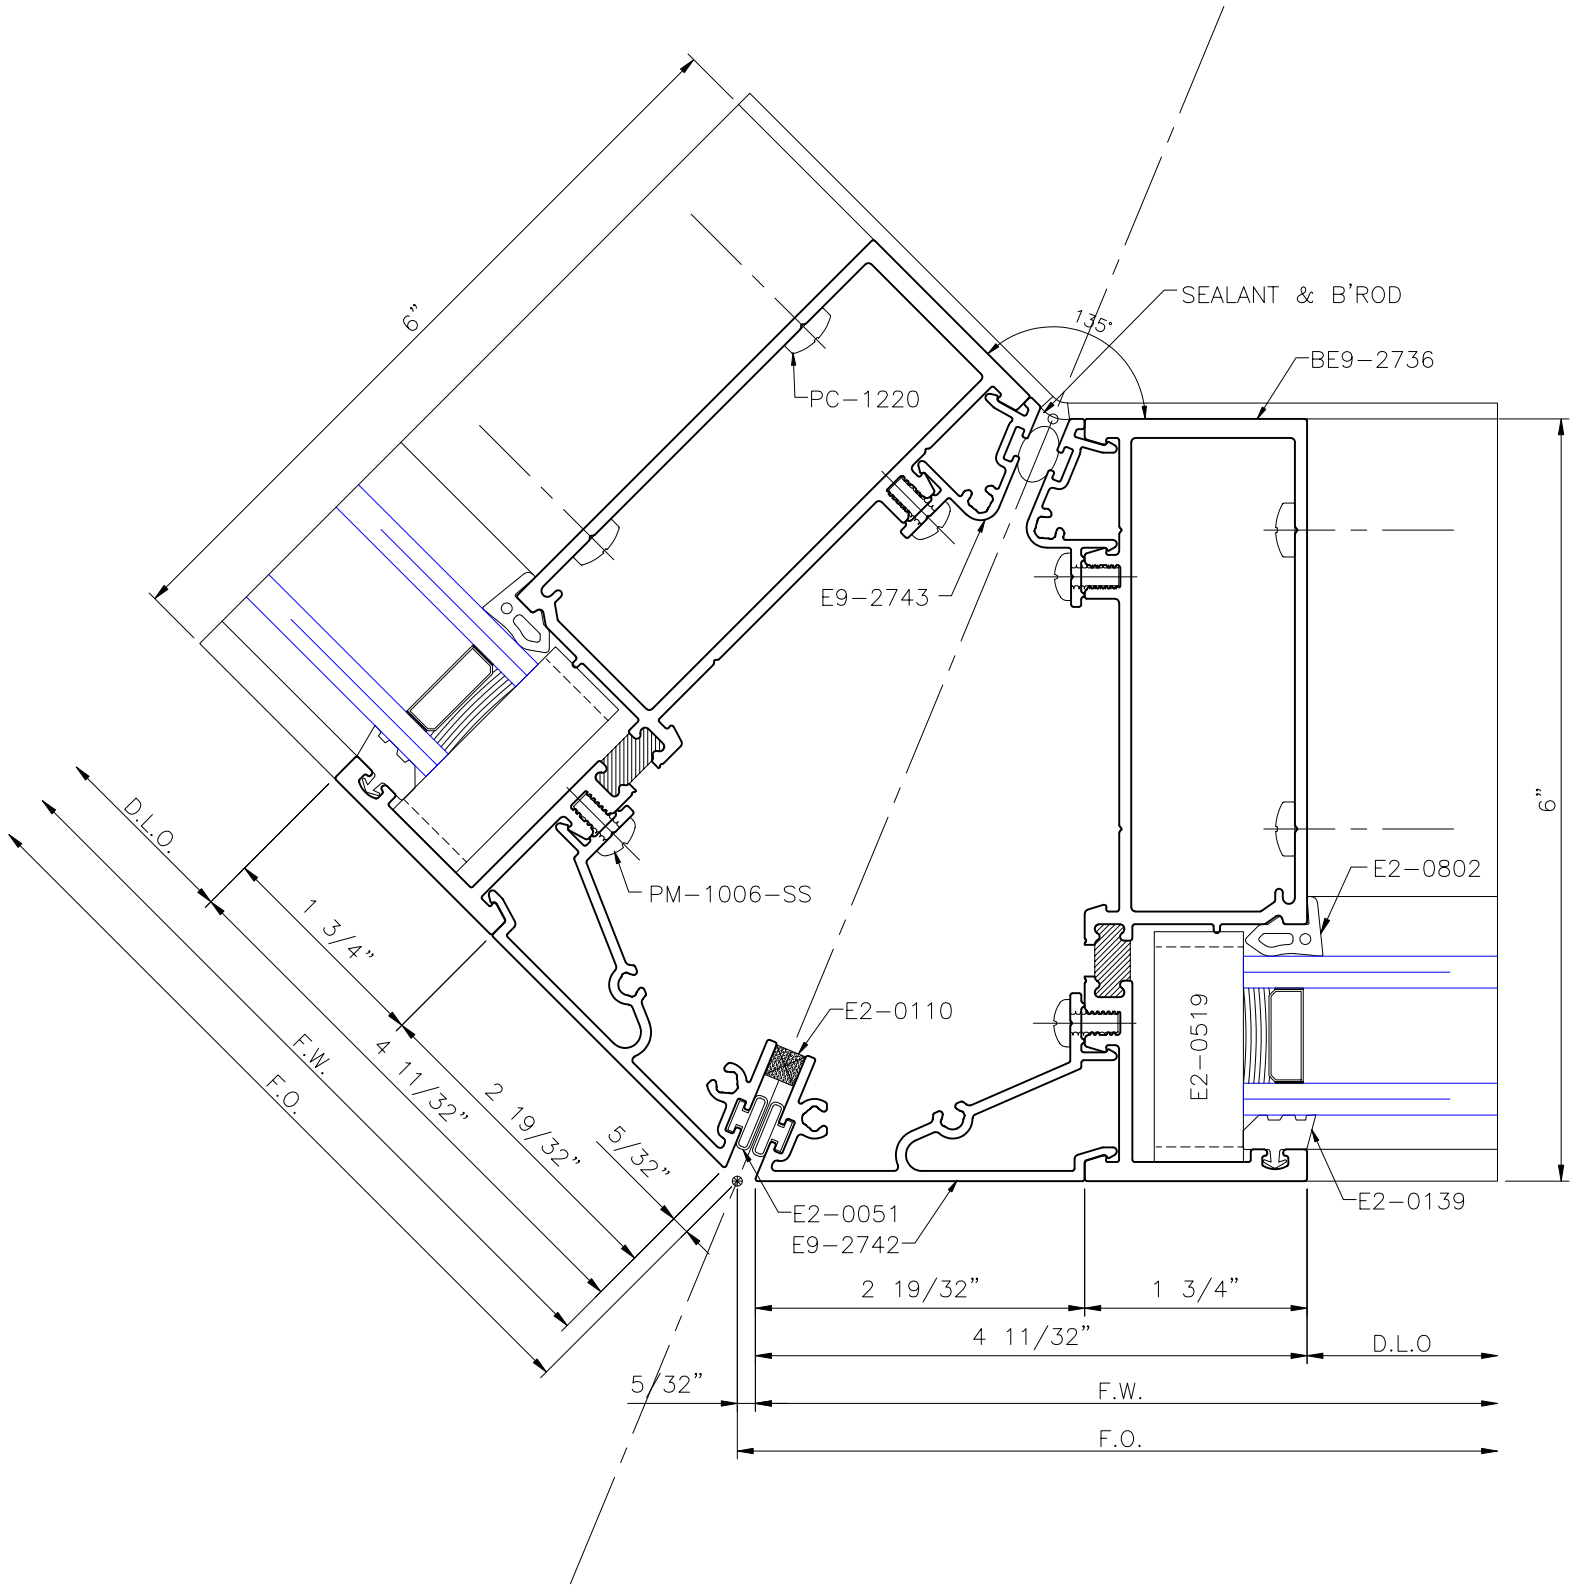 SEALANT & B'ROD
135°
6"
BE9-2736
PC-1220
E9-2743
6"
E2-0802
PM-1006-SS
D.L.O.
1 3/4"
E2-0519
E2-0110
F.W.
4 11/32"
2 19/32"
F.O.
5/32"
E2-0051
E9-2742
E2-0139
2 19/32"
1 3/4"
4 11/32"
D.L.O
5/32"
F.W.
F.O.